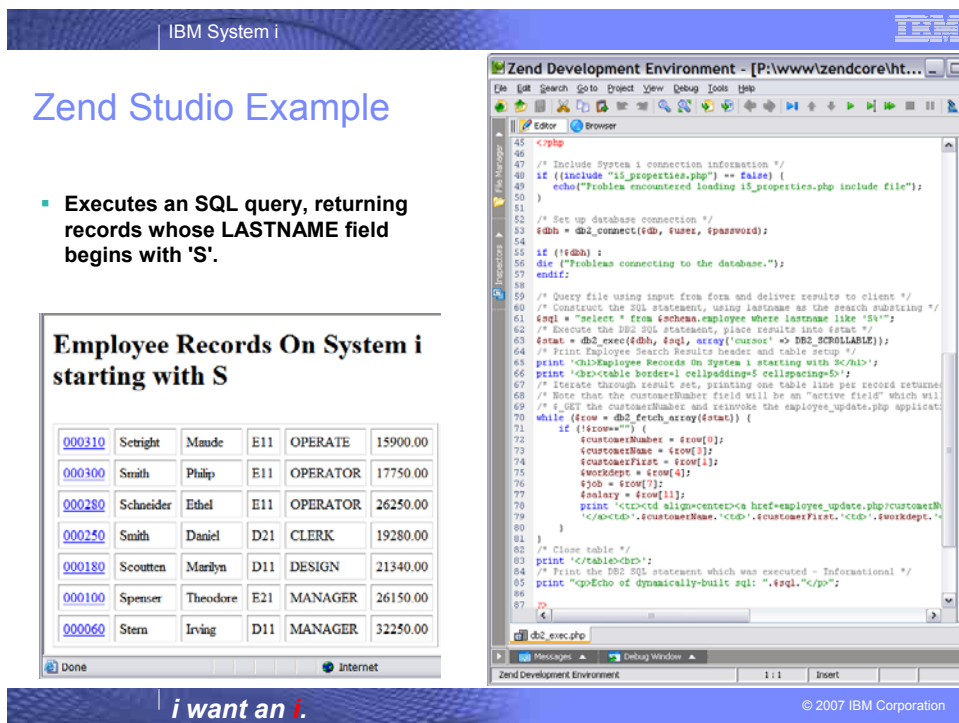 IBM System i
IBM
Zend Studio Example
Executes an SQL query, returning
records whose LASTNAME field
begins with 'S'.
Employee Records On System i
starting with S
000310 Setright Maude E11 OPERATE 15900.00
000300 Smith Philip E11 OPERATOR 17750.00
000280 Schneider Ethel E11 OPERATOR 26250.00
000250 Smith Daniel D21 CLERK 19280.00
000180 Scoutten Marilyn D11 DESIGN 21340.00
000100 Spenser Theodore E21 MANAGER 26150.00
000060 Stern Irving D11 MANAGER 32250.00
Done Internet
Zend Development Environment - [P:\www\zendcore\ht...
File Edit Search Goto Project View Debug Tools Help
Editor Browser
File Manager
Inspectors
45 <?php
46
47 /* Include System i connection information */
48 if ((include "i5_properties.php") == false) {
49 echo("Problem encountered loading i5_properties.php include file");
50 }
51
52 /* Set up database connection */
53 $dbh = db2_connect($db, $user, $password);
54
55 if (!$dbh) :
56 die ("Problems connecting to the database.");
57 endif;
58
59 /* Query file using input from form and deliver results to client */
60 /* Construct the DB2 SQL statement, using lastname as the search substring */
61 $sql = "select * from $schema.employee where lastname like 'S%'";
62 /* Execute the DB2 SQL statement, place results into $stmt */
63 $stmt = db2_exec($dbh, $sql, array('cursor' => DB2_SCROLLABLE));
64 /* Print Employee Search Results header and table setup */
65 print '<h1>Employee Records On System i starting with S</h1>';
66 print '<br><table border=1 cellpadding=5 cellspacing=5>';
67 /* Iterate through result set, printing one table line per record returne
68 /* Note that the customerNumber field will be an "active field" which wil
69 /* $_GET the customerNumber and reinvoke the employee_update.php applicat
70 while ($row = db2_fetch_array($stmt)) {
71 if (!$row=="") {
72 $customerNumber = $row[0];
73 $customerName = $row[3];
74 $customerFirst = $row[1];
75 $workdept = $row[4];
76 $job = $row[7];
77 $salary = $row[11];
78 print '<tr><td align=center><a href=employee_update.php?customerN
79 '</a><td>'.$customerName.'<td>'.$customerFirst.'<td>'.$workdept.'<
80 }
81 }
82 /* Close table */
83 print '</table><br>';
84 /* Print the DB2 SQL statement which was executed - Informational */
85 print "<p>Echo of dynamically-built sql: ".$sql."</p>";
86
87 ?>
db2_exec.php
Messages Debug Window
Zend Development Environment 1 : 1 Insert
i want an i.
© 2007 IBM Corporation